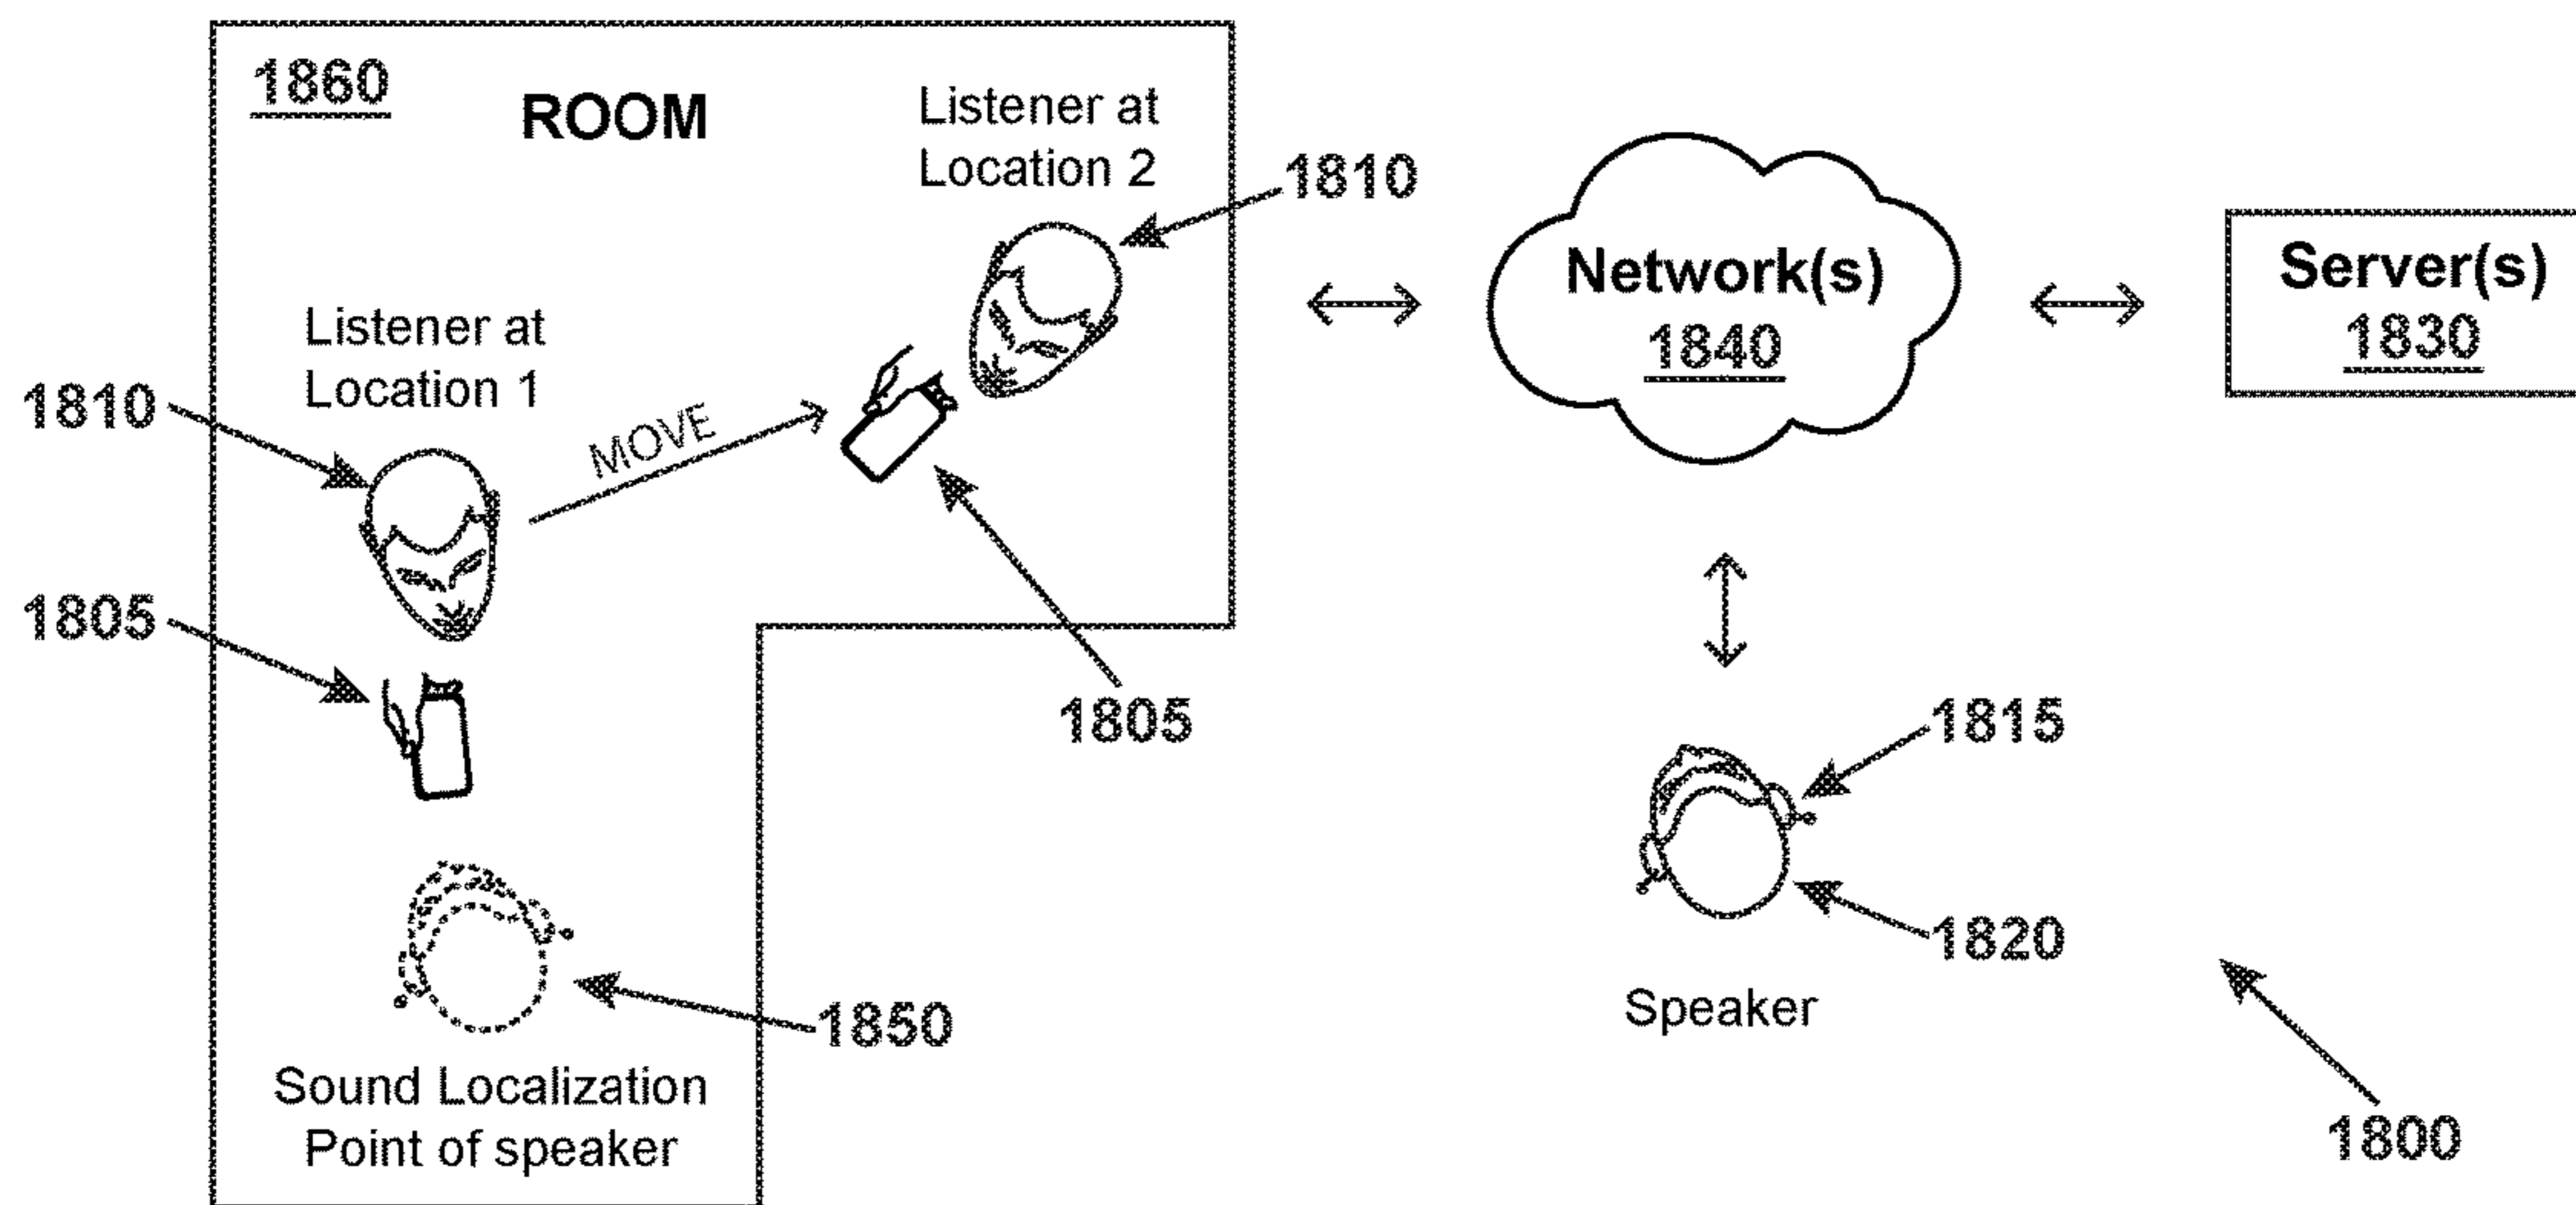 1860
ROOM
Listener at
Location 2
1810
Listener at
Location 1
1810
MOVE
1805
1805
Network(s)
1840
Server(s)
1830
1815
1820
Speaker
1850
Sound Localization
Point of speaker
1800